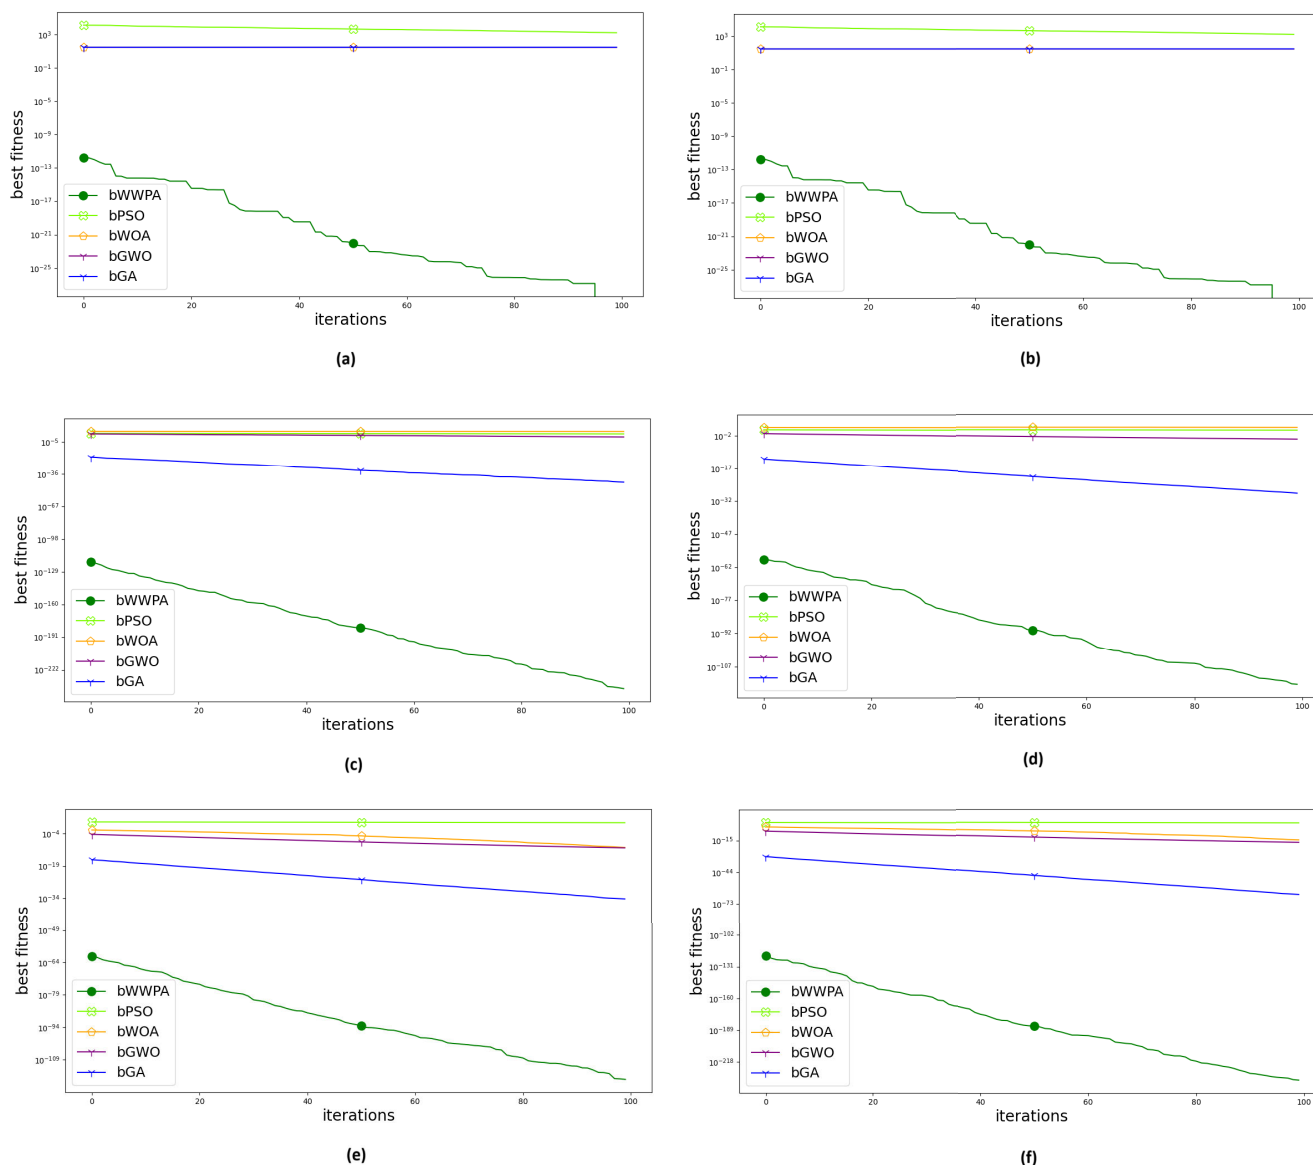 best fitness
10³
10⁻¹
10⁻⁵
10⁻⁹
10⁻¹³
10⁻¹⁷
10⁻²¹
10⁻²⁵
bWWPA
bPSO
bWOA
bGWO
bGA
0 20 40 60 80 100
iterations
(a)
best fitness
10³
10⁻¹
10⁻⁵
10⁻⁹
10⁻¹³
10⁻¹⁷
10⁻²¹
10⁻²⁵
bWWPA
bPSO
bWOA
bGWO
bGA
0 20 40 60 80 100
iterations
(b)
best fitness
10⁻⁵
10⁻³⁶
10⁻⁶⁷
10⁻⁹⁸
10⁻¹²⁹
10⁻¹⁶⁰
10⁻¹⁹¹
10⁻²²²
bWWPA
bPSO
bWOA
bGWO
bGA
0 20 40 60 80 100
iterations
(c)
best fitness
10⁻²
10⁻¹⁷
10⁻³²
10⁻⁴⁷
10⁻⁶²
10⁻⁷⁷
10⁻⁹²
10⁻¹⁰⁷
bWWPA
bPSO
bWOA
bGWO
bGA
0 20 40 60 80 100
iterations
(d)
best fitness
10⁻⁴
10⁻¹⁹
10⁻³⁴
10⁻⁴⁹
10⁻⁶⁴
10⁻⁷⁹
10⁻⁹⁴
10⁻¹⁰⁹
bWWPA
bPSO
bWOA
bGWO
bGA
0 20 40 60 80 100
iterations
(e)
best fitness
10⁻¹⁵
10⁻⁴⁴
10⁻⁷³
10⁻¹⁰²
10⁻¹³¹
10⁻¹⁶⁰
10⁻¹⁸⁹
10⁻²¹⁸
bWWPA
bPSO
bWOA
bGWO
bGA
0 20 40 60 80 100
iterations
(f)